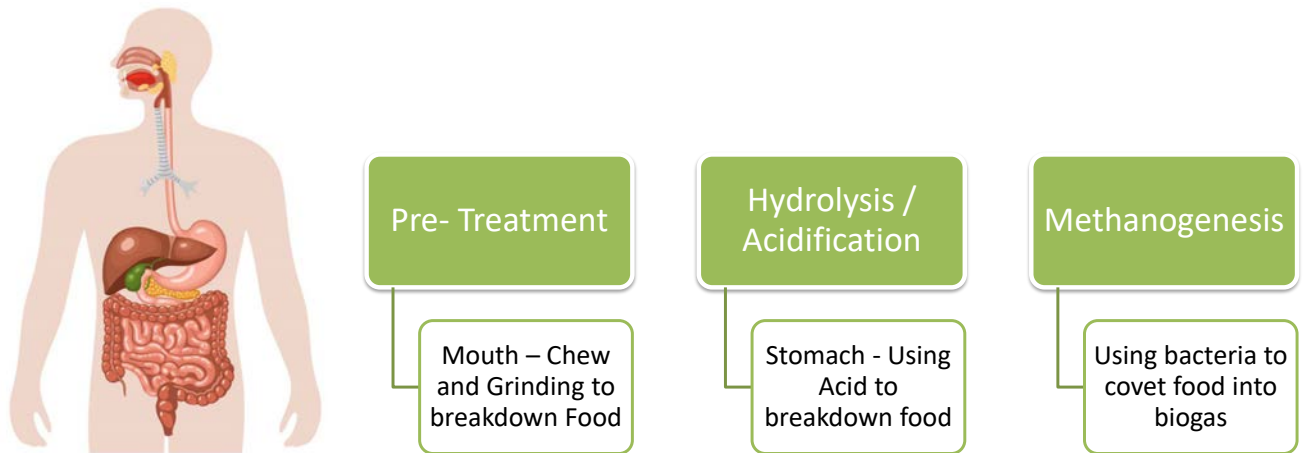 Pre- Treatment
Mouth – Chew
and Grinding to
breakdown Food
Hydrolysis /
Acidification
Stomach - Using
Acid to
breakdown food
Methanogenesis
Using bacteria to
covet food into
biogas